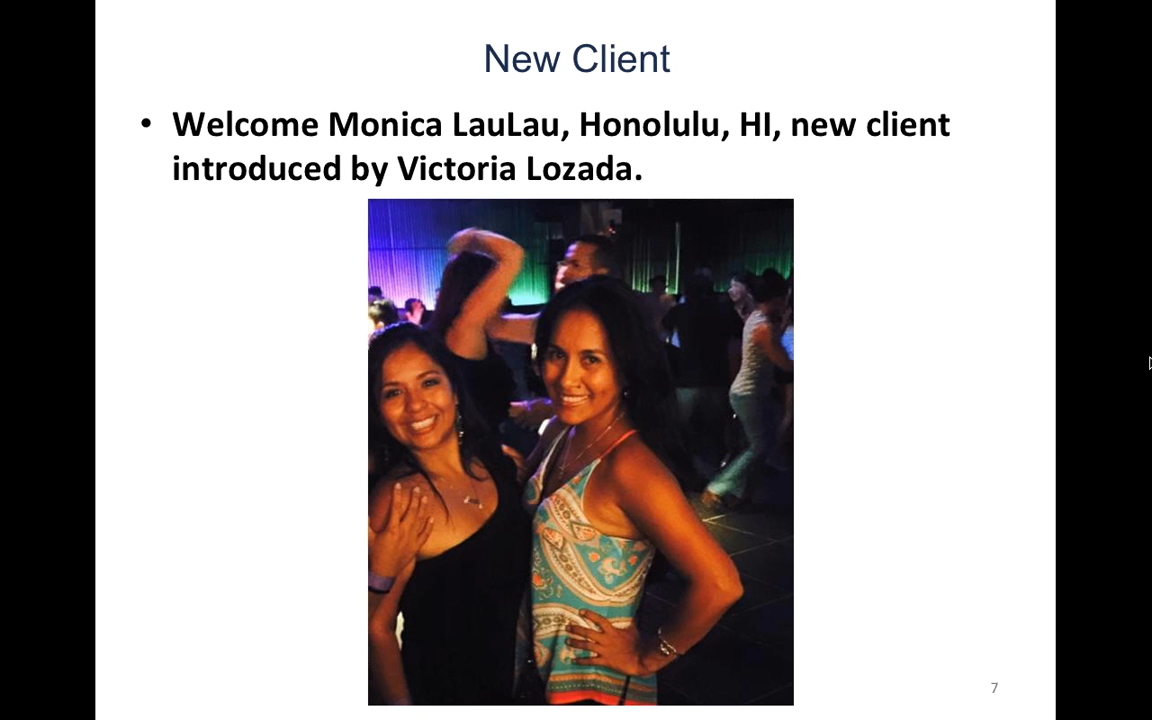 New Client
• Welcome Monica LauLau, Honolulu, HI, new client
introduced by Victoria Lozada.
7